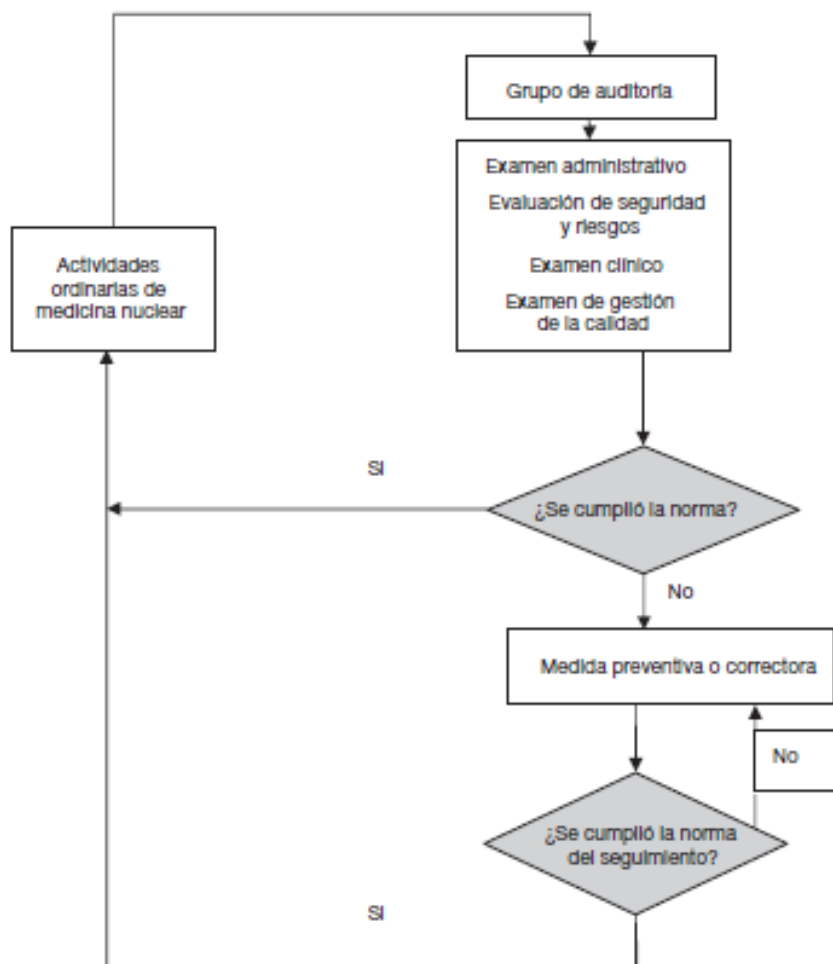 Grupo de auditoría
Examen administrativo
Evaluación de seguridad
y riesgos
Examen clínico
Examen de gestión
de la calidad
Actividades
ordinarias de
medicina nuclear
SI
¿Se cumplió la norma?
No
Medida preventiva o correctora
No
¿Se cumplió la norma
del seguimiento?
SI